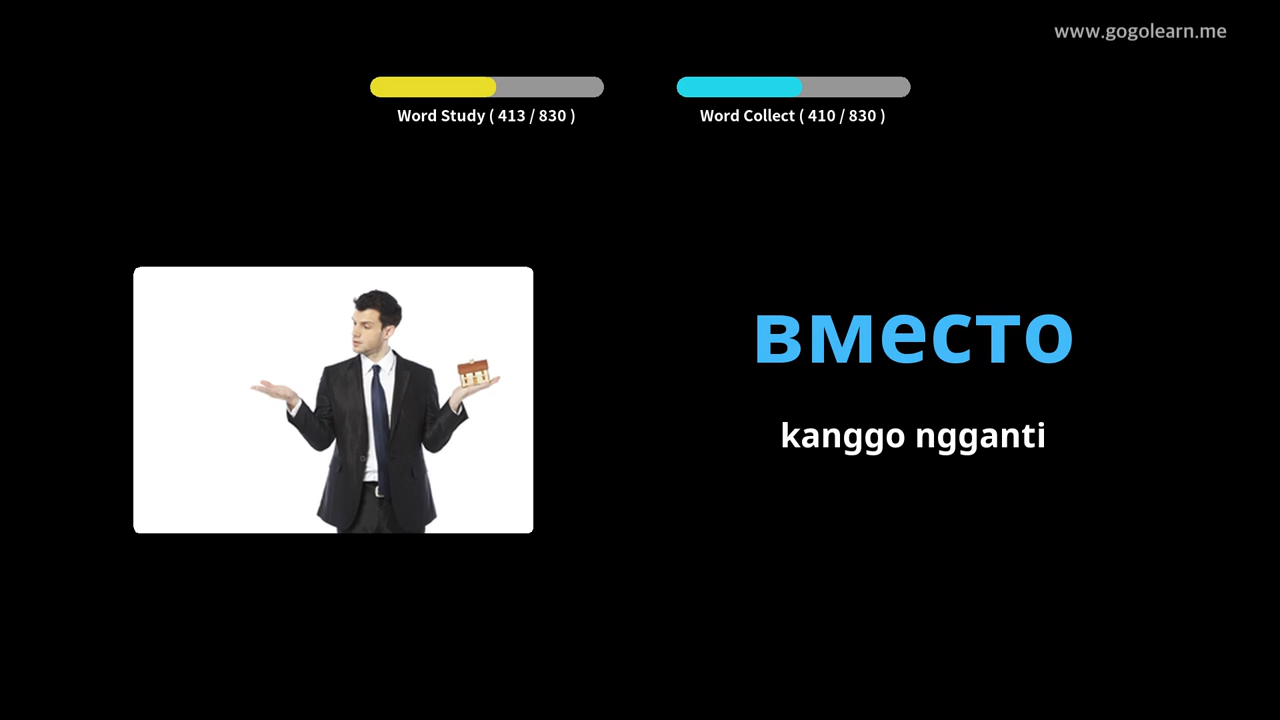 www.gogolearn.me
Word Study ( 413 / 830 )
Word Collect ( 410 / 830 )
вместо
kanggo ngganti